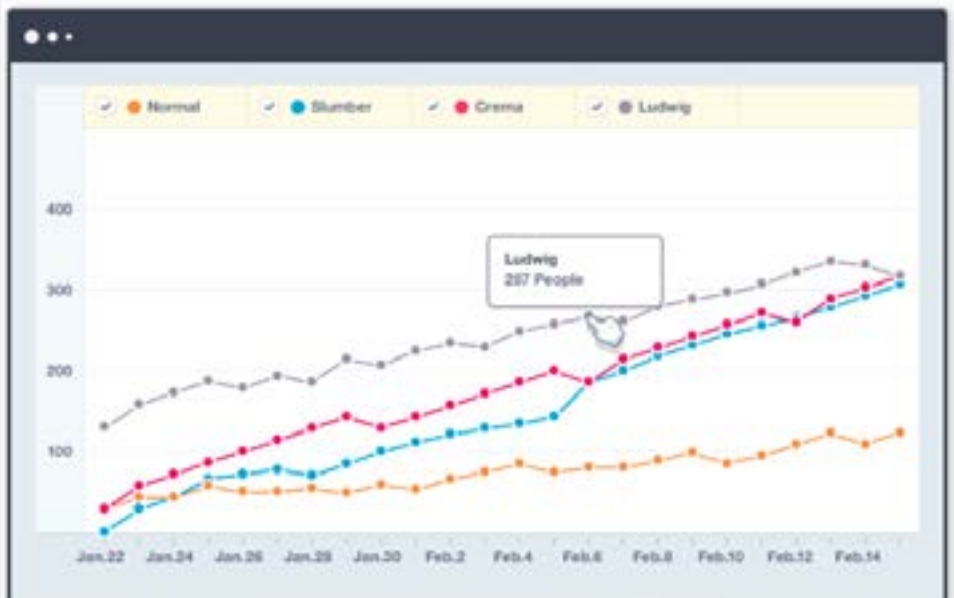 Normal
Slumber
Crema
Ludwig
400
Ludwig
287 People
300
200
100
Jan.22 Jan.24 Jan.26 Jan.28 Jan.30 Feb.2 Feb.4 Feb.6 Feb.8 Feb.10 Feb.12 Feb.14